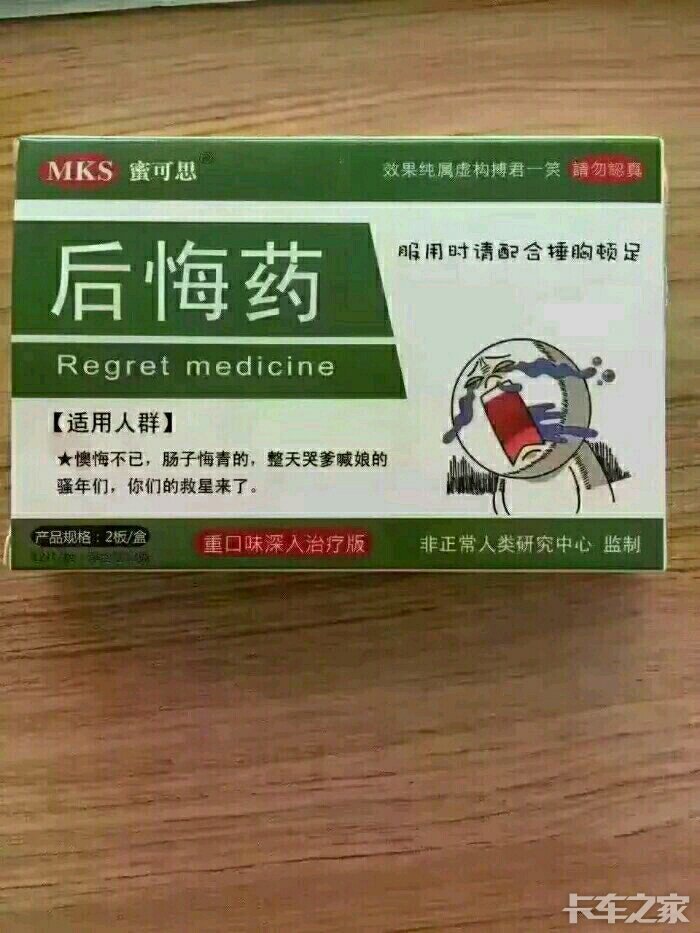 MKS 蜜可思®
效果纯属虚构搏君一笑 請勿認真
后悔药
服用时请配合捶胸顿足
Regret medicine
【适用人群】
★懊悔不已，肠子悔青的，整天哭爹喊娘的
骚年们，你们的救星来了。
产品规格：2板/盒
重口味深入治疗版
非正常人类研究中心 监制
卡车之家